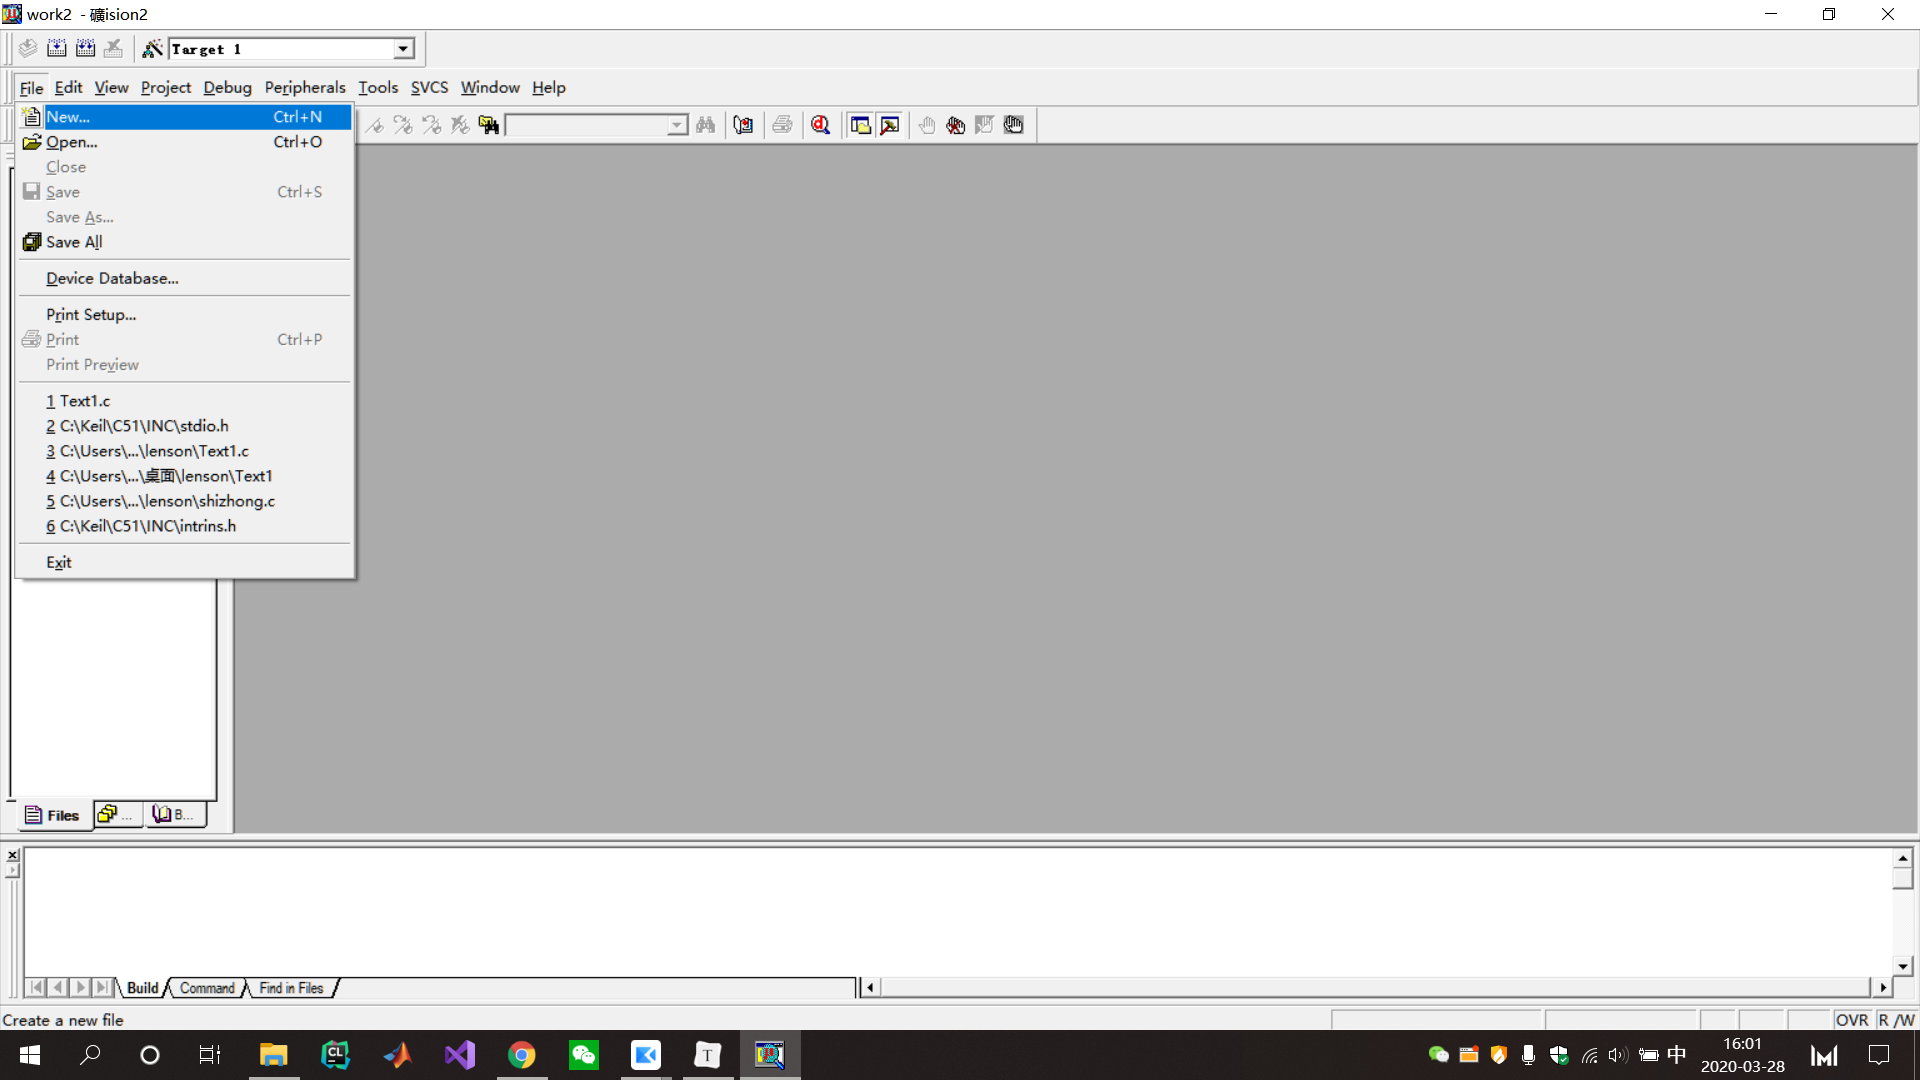 work2 - 礦ision2
Target 1
File Edit View Project Debug Peripherals Tools SVCS Window Help
New... Ctrl+N
Open... Ctrl+O
Close
Save Ctrl+S
Save As...
Save All
Device Database...
Print Setup...
Print Ctrl+P
Print Preview
1 Text1.c
2 C:\Keil\C51\INC\stdio.h
3 C:\Users\...\lenson\Text1.c
4 C:\Users\...\桌面\lenson\Text1
5 C:\Users\...\lenson\shizhong.c
6 C:\Keil\C51\INC\intrins.h
Exit
Files ... B...
Build Command Find in Files
Create a new file OVR R /W
CL T 中 16:01
2020-03-28